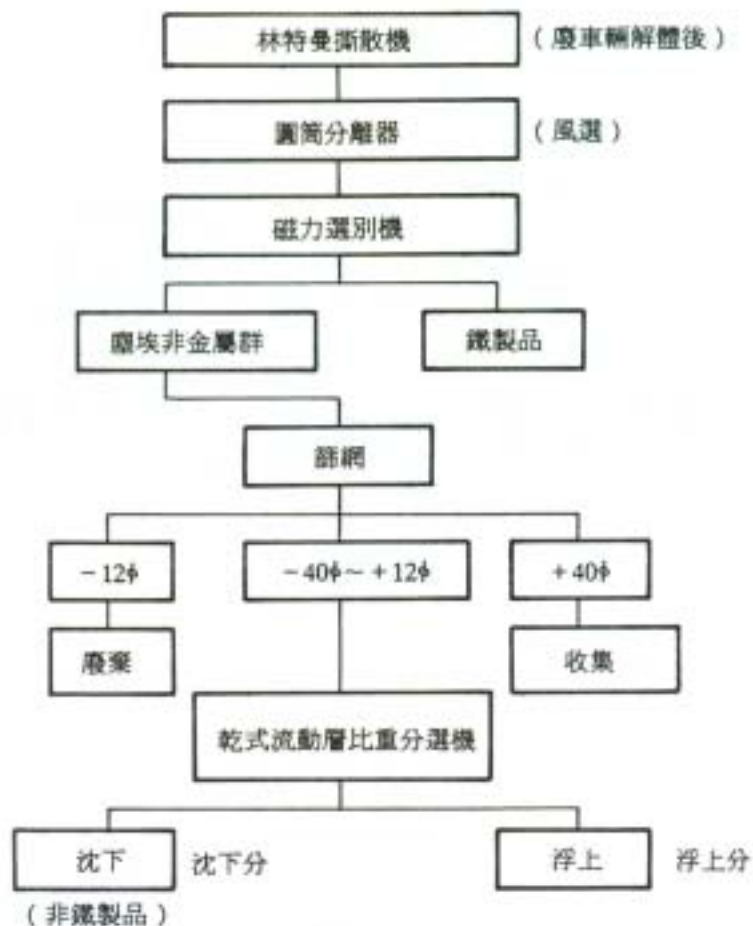 林特曼撕散機 (廢車輛解體後)
圓筒分離器 (風選)
磁力選別機
塵埃非金屬群 鐵製品
篩網
-12ϕ -40ϕ~+12ϕ +40ϕ
廢棄 收集
乾式流動層比重分選機
沈下 沈下分 浮上 浮上分
(非鐵製品)